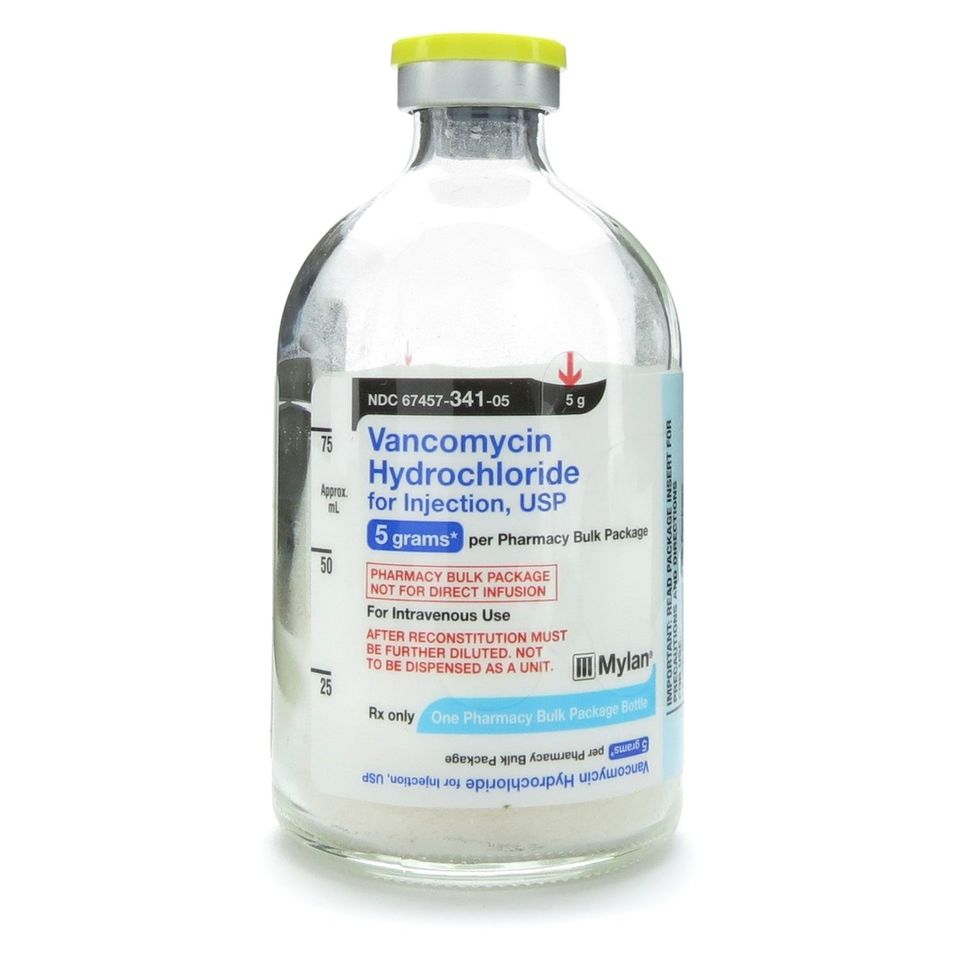 NDC 67457-341-05
5 g
75
Approx.
mL
50
25
Vancomycin
Hydrochloride
for Injection, USP
5 grams* per Pharmacy Bulk Package
PHARMACY BULK PACKAGE
NOT FOR DIRECT INFUSION
For Intravenous Use
AFTER RECONSTITUTION MUST
BE FURTHER DILUTED. NOT
TO BE DISPENSED AS A UNIT.
Mylan®
Rx only
One Pharmacy Bulk Package Bottle
Vancomycin Hydrochloride for Injection, USP
5 grams* per Pharmacy Bulk Package
IMPORTANT: READ PACKAGE INSERT FOR
PRECAUTIONS AND DIRECTIONS
FOR USE